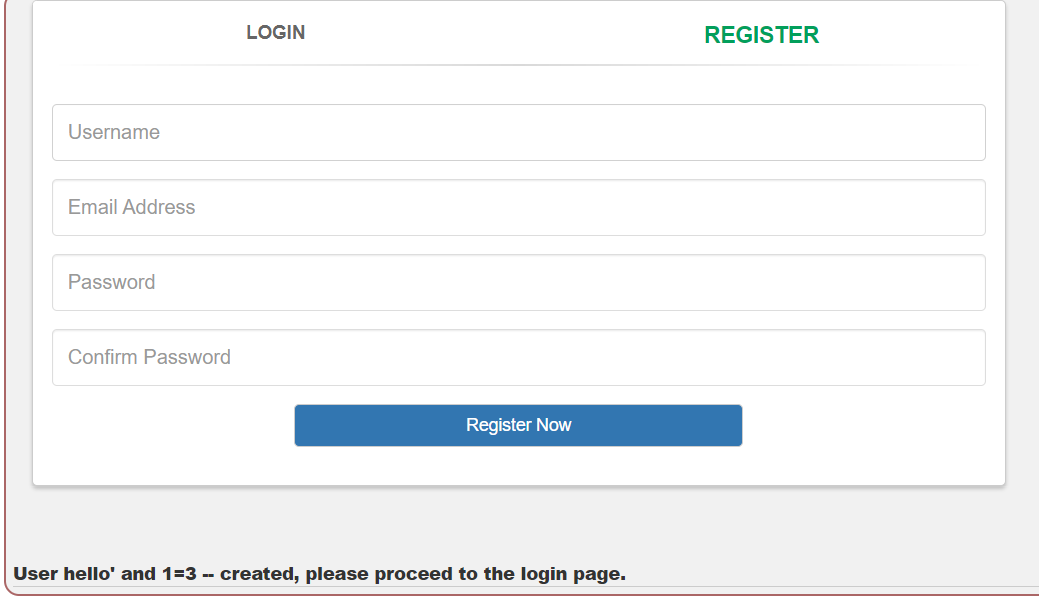 LOGIN
REGISTER
Username
Email Address
Password
Confirm Password
Register Now
User hello' and 1=3 -- created, please proceed to the login page.